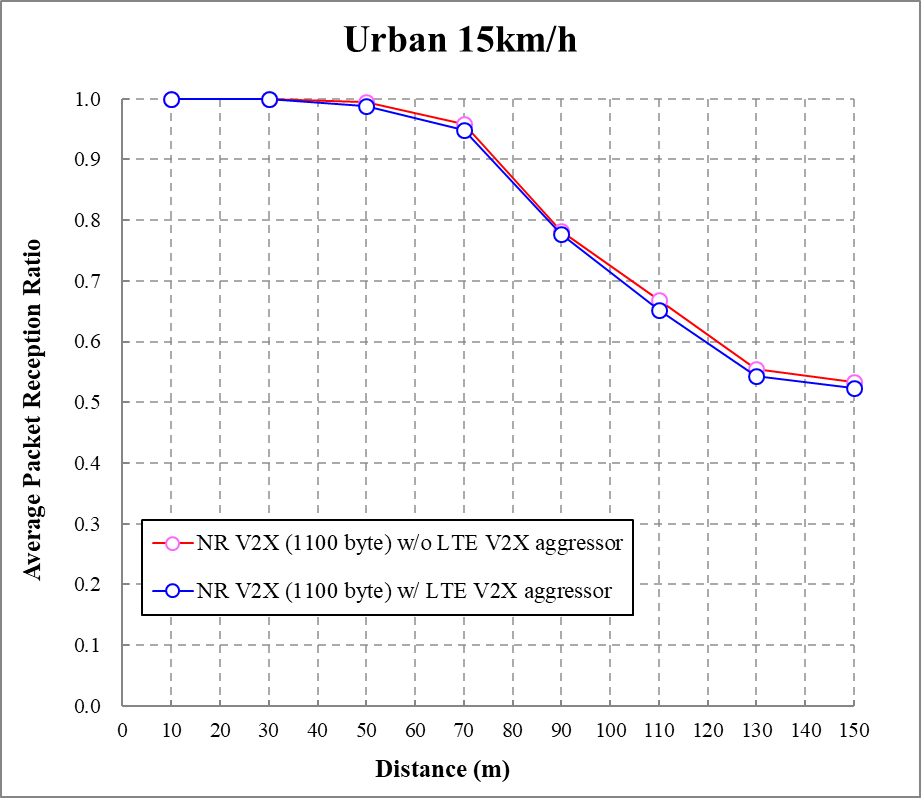 Urban 15km/h
1.0
0.9
0.8
0.7
0.6
0.5
0.4
0.3
0.2
0.1
0.0
Average Packet Reception Ratio
NR V2X (1100 byte) w/o LTE V2X aggressor
NR V2X (1100 byte) w/ LTE V2X aggressor
0 10 20 30 40 50 60 70 80 90 100 110 120 130 140 150
Distance (m)